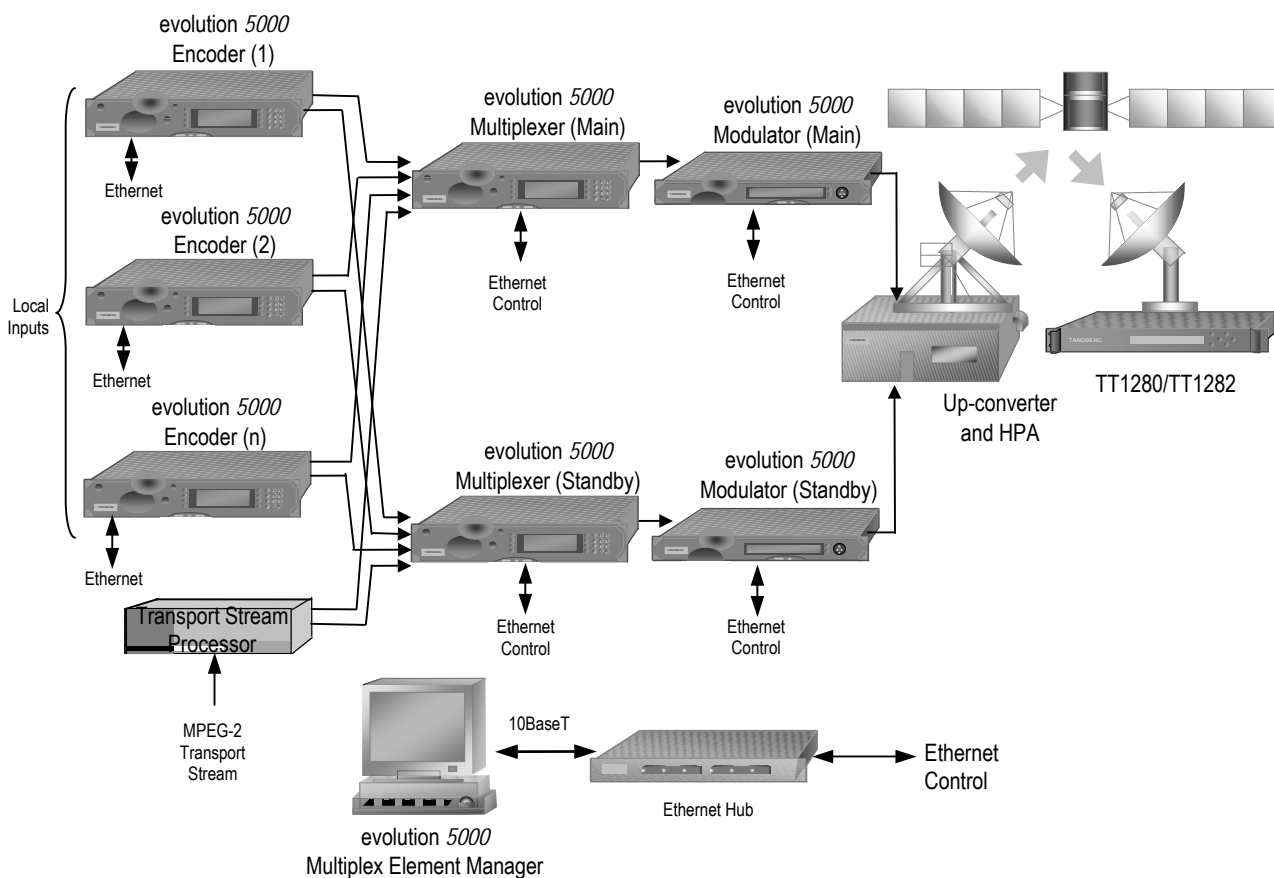 evolution 5000
Encoder (1)
Ethernet
evolution 5000
Encoder (2)
Ethernet
evolution 5000
Encoder (n)
Ethernet
Local
Inputs
Transport Stream
Processor
MPEG-2
Transport
Stream
evolution 5000
Multiplexer (Main)
Ethernet
Control
evolution 5000
Modulator (Main)
Ethernet
Control
evolution 5000
Multiplexer (Standby)
Ethernet
Control
evolution 5000
Modulator (Standby)
Ethernet
Control
Up-converter
and HPA
TANDBERG
TT1280/TT1282
evolution 5000
Multiplex Element Manager
10BaseT
Ethernet Hub
Ethernet
Control